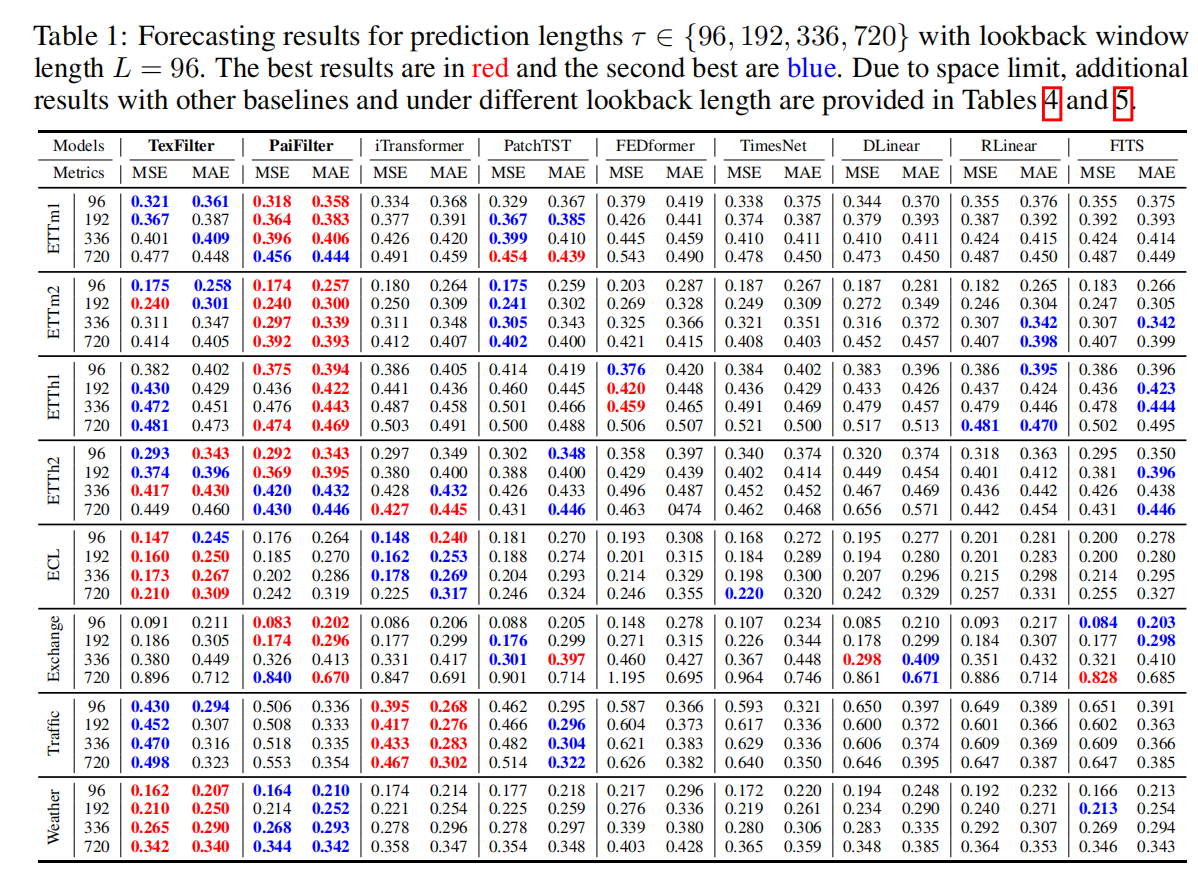 Table 1: Forecasting results for prediction lengths τ ∈ {96, 192, 336, 720} with lookback window
length L = 96. The best results are in red and the second best are blue. Due to space limit, additional
results with other baselines and under different lookback length are provided in Tables 4 and 5.
Models TexFilter PaiFilter iTransformer PatchTST FEDformer TimesNet DLinear RLinear FITS
Metrics MSE MAE MSE MAE MSE MAE MSE MAE MSE MAE MSE MAE MSE MAE MSE MAE MSE MAE
ETTm1
96 0.321 0.361 0.318 0.358 0.334 0.368 0.329 0.367 0.379 0.419 0.338 0.375 0.344 0.370 0.355 0.376 0.355 0.375
192 0.367 0.387 0.364 0.383 0.377 0.391 0.367 0.385 0.426 0.441 0.374 0.387 0.379 0.393 0.387 0.392 0.392 0.393
336 0.401 0.409 0.396 0.406 0.426 0.420 0.399 0.410 0.445 0.459 0.410 0.411 0.410 0.411 0.424 0.415 0.424 0.414
720 0.477 0.448 0.456 0.444 0.491 0.459 0.454 0.439 0.543 0.490 0.478 0.450 0.473 0.450 0.487 0.450 0.487 0.449
ETTm2
96 0.175 0.258 0.174 0.257 0.180 0.264 0.175 0.259 0.203 0.287 0.187 0.267 0.187 0.281 0.182 0.265 0.183 0.266
192 0.240 0.301 0.240 0.300 0.250 0.309 0.241 0.302 0.269 0.328 0.249 0.309 0.272 0.349 0.246 0.304 0.247 0.305
336 0.311 0.347 0.297 0.339 0.311 0.348 0.305 0.343 0.325 0.366 0.321 0.351 0.316 0.372 0.307 0.342 0.307 0.342
720 0.414 0.405 0.392 0.393 0.412 0.407 0.402 0.400 0.421 0.415 0.408 0.403 0.452 0.457 0.407 0.398 0.407 0.399
ETTh1
96 0.382 0.402 0.375 0.394 0.386 0.405 0.414 0.419 0.376 0.420 0.384 0.402 0.383 0.396 0.386 0.395 0.386 0.396
192 0.430 0.429 0.436 0.422 0.441 0.436 0.460 0.445 0.420 0.448 0.436 0.429 0.433 0.426 0.437 0.424 0.436 0.423
336 0.472 0.451 0.476 0.443 0.487 0.458 0.501 0.466 0.459 0.465 0.491 0.469 0.479 0.457 0.479 0.446 0.478 0.444
720 0.481 0.473 0.474 0.469 0.503 0.491 0.500 0.488 0.506 0.507 0.521 0.500 0.517 0.513 0.481 0.470 0.502 0.495
ETTh2
96 0.293 0.343 0.292 0.343 0.297 0.349 0.302 0.348 0.358 0.397 0.340 0.374 0.320 0.374 0.318 0.363 0.295 0.350
192 0.374 0.396 0.369 0.395 0.380 0.400 0.388 0.400 0.429 0.439 0.402 0.414 0.449 0.454 0.401 0.412 0.381 0.396
336 0.417 0.430 0.420 0.432 0.428 0.432 0.426 0.433 0.496 0.487 0.452 0.452 0.467 0.469 0.436 0.442 0.426 0.438
720 0.449 0.460 0.430 0.446 0.427 0.445 0.431 0.446 0.463 0474 0.462 0.468 0.656 0.571 0.442 0.454 0.431 0.446
ECL
96 0.147 0.245 0.176 0.264 0.148 0.240 0.181 0.270 0.193 0.308 0.168 0.272 0.195 0.277 0.201 0.281 0.200 0.278
192 0.160 0.250 0.185 0.270 0.162 0.253 0.188 0.274 0.201 0.315 0.184 0.289 0.194 0.280 0.201 0.283 0.200 0.280
336 0.173 0.267 0.202 0.286 0.178 0.269 0.204 0.293 0.214 0.329 0.198 0.300 0.207 0.296 0.215 0.298 0.214 0.295
720 0.210 0.309 0.242 0.319 0.225 0.317 0.246 0.324 0.246 0.355 0.220 0.320 0.242 0.329 0.257 0.331 0.255 0.327
Exchange
96 0.091 0.211 0.083 0.202 0.086 0.206 0.088 0.205 0.148 0.278 0.107 0.234 0.085 0.210 0.093 0.217 0.084 0.203
192 0.186 0.305 0.174 0.296 0.177 0.299 0.176 0.299 0.271 0.315 0.226 0.344 0.178 0.299 0.184 0.307 0.177 0.298
336 0.380 0.449 0.326 0.413 0.331 0.417 0.301 0.397 0.460 0.427 0.367 0.448 0.298 0.409 0.351 0.432 0.321 0.410
720 0.896 0.712 0.840 0.670 0.847 0.691 0.901 0.714 1.195 0.695 0.964 0.746 0.861 0.671 0.886 0.714 0.828 0.685
Traffic
96 0.430 0.294 0.506 0.336 0.395 0.268 0.462 0.295 0.587 0.366 0.593 0.321 0.650 0.397 0.649 0.389 0.651 0.391
192 0.452 0.307 0.508 0.333 0.417 0.276 0.466 0.296 0.604 0.373 0.617 0.336 0.600 0.372 0.601 0.366 0.602 0.363
336 0.470 0.316 0.518 0.335 0.433 0.283 0.482 0.304 0.621 0.383 0.629 0.336 0.606 0.374 0.609 0.369 0.609 0.366
720 0.498 0.323 0.553 0.354 0.467 0.302 0.514 0.322 0.626 0.382 0.640 0.350 0.646 0.395 0.647 0.387 0.647 0.385
Weather
96 0.162 0.207 0.164 0.210 0.174 0.214 0.177 0.218 0.217 0.296 0.172 0.220 0.194 0.248 0.192 0.232 0.166 0.213
192 0.210 0.250 0.214 0.252 0.221 0.254 0.225 0.259 0.276 0.336 0.219 0.261 0.234 0.290 0.240 0.271 0.213 0.254
336 0.265 0.290 0.268 0.293 0.278 0.296 0.278 0.297 0.339 0.380 0.280 0.306 0.283 0.335 0.292 0.307 0.269 0.294
720 0.342 0.340 0.344 0.342 0.358 0.347 0.354 0.348 0.403 0.428 0.365 0.359 0.348 0.385 0.364 0.353 0.346 0.343